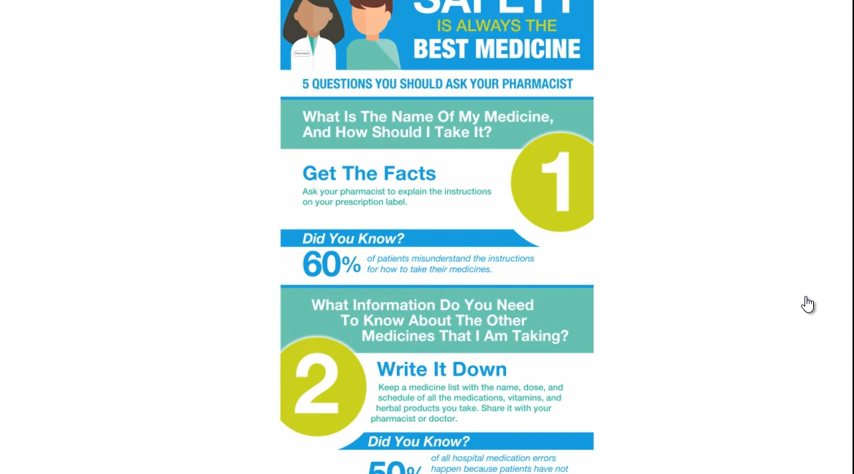 SAFETY
IS ALWAYS THE
BEST MEDICINE
5 QUESTIONS YOU SHOULD ASK YOUR PHARMACIST
What Is The Name Of My Medicine,
And How Should I Take It?
1
Get The Facts
Ask your pharmacist to explain the instructions
on your prescription label.
Did You Know?
60% of patients misunderstand the instructions
for how to take their medicines.
What Information Do You Need
To Know About The Other
Medicines That I Am Taking?
2
Write It Down
Keep a medicine list with the name, dose, and
schedule of all the medications, vitamins, and
herbal products you take. Share it with your
pharmacist or doctor.
Did You Know?
50% of all hospital medication errors
happen because patients have not